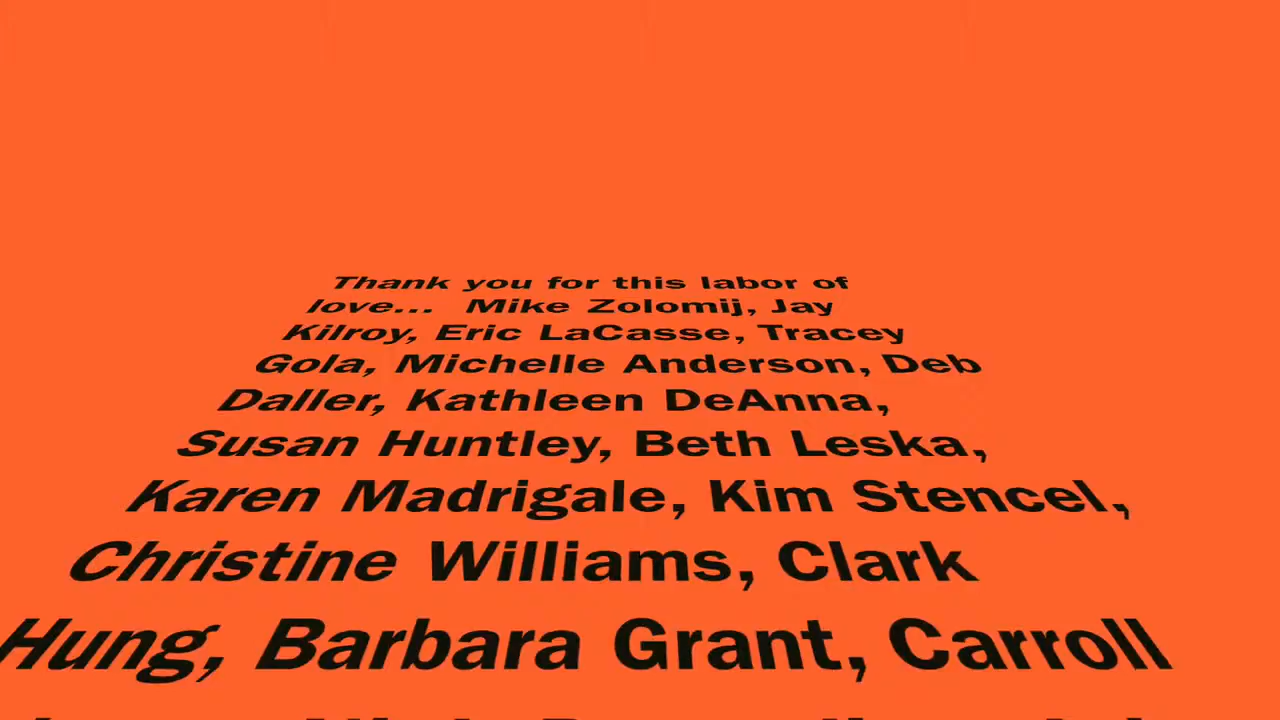 Thank you for this labor of
love... Mike Zolomij, Jay
Kilroy, Eric LaCasse, Tracey
Gola, Michelle Anderson, Deb
Daller, Kathleen DeAnna,
Susan Huntley, Beth Leska,
Karen Madrigale, Kim Stencel,
Christine Williams, Clark
Hung, Barbara Grant, Carroll